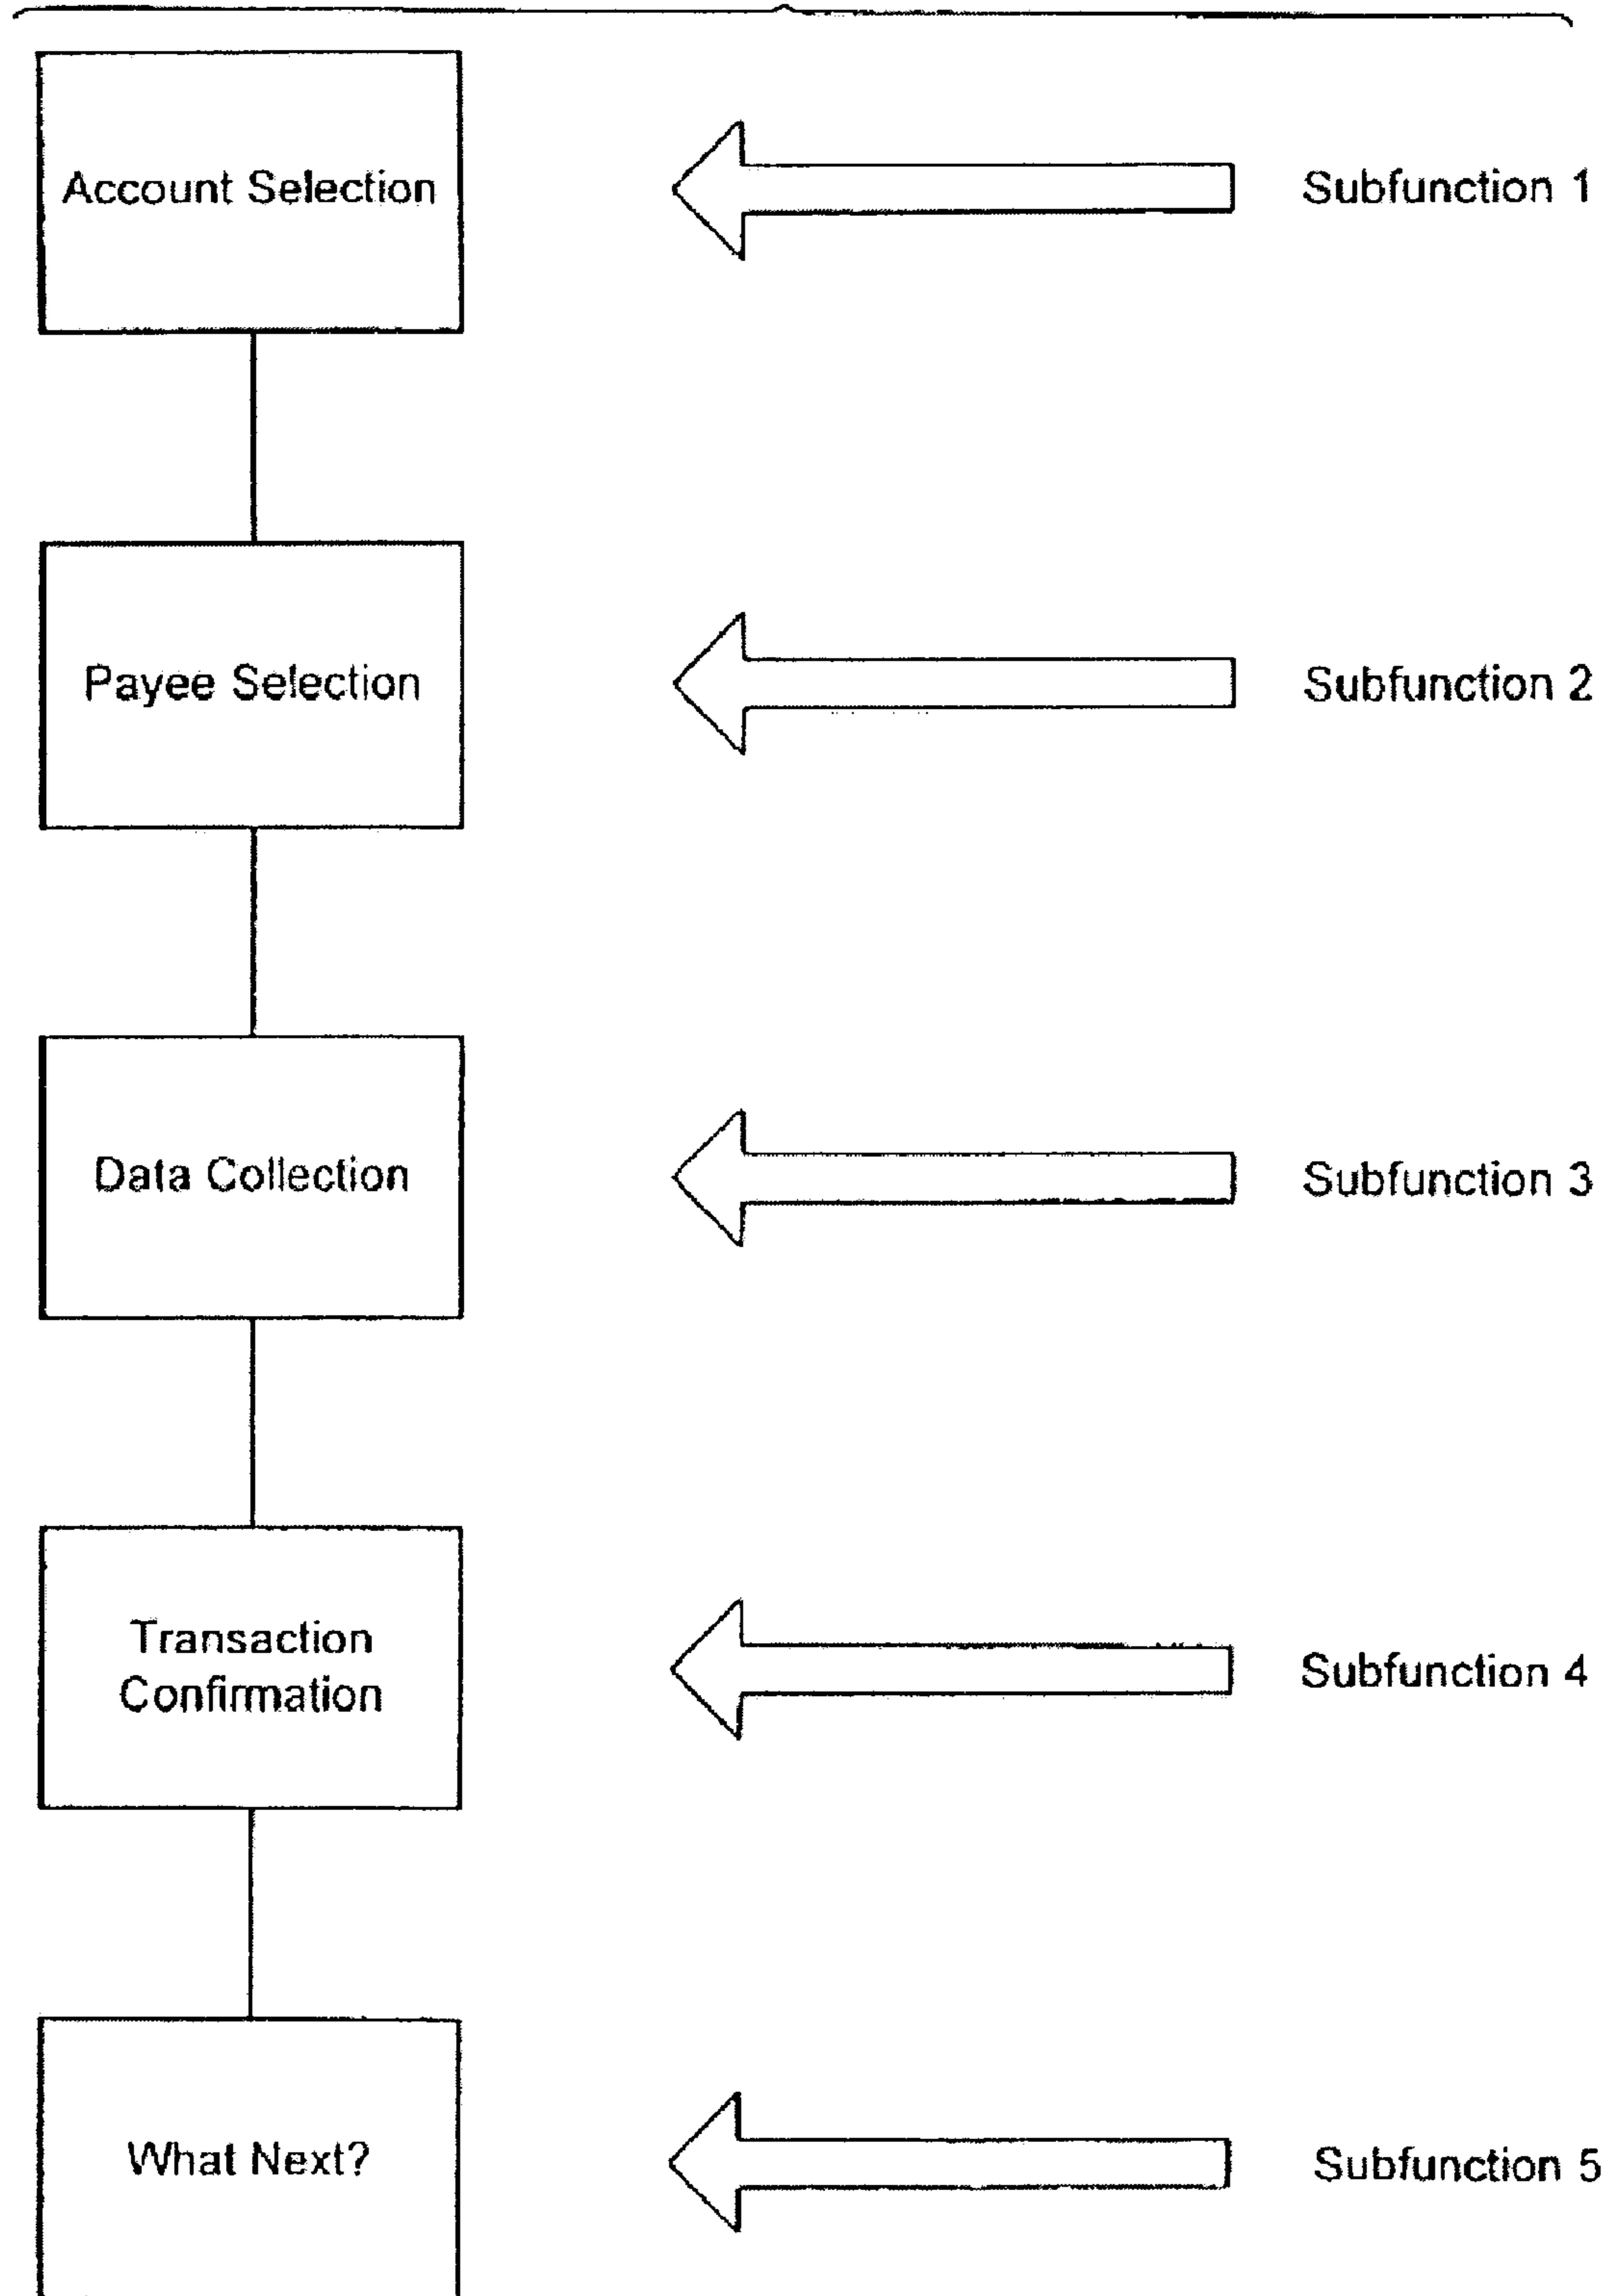 Account Selection
Subfunction 1
Payee Selection
Subfunction 2
Data Collection
Subfunction 3
Transaction
Confirmation
Subfunction 4
What Next?
Subfunction 5